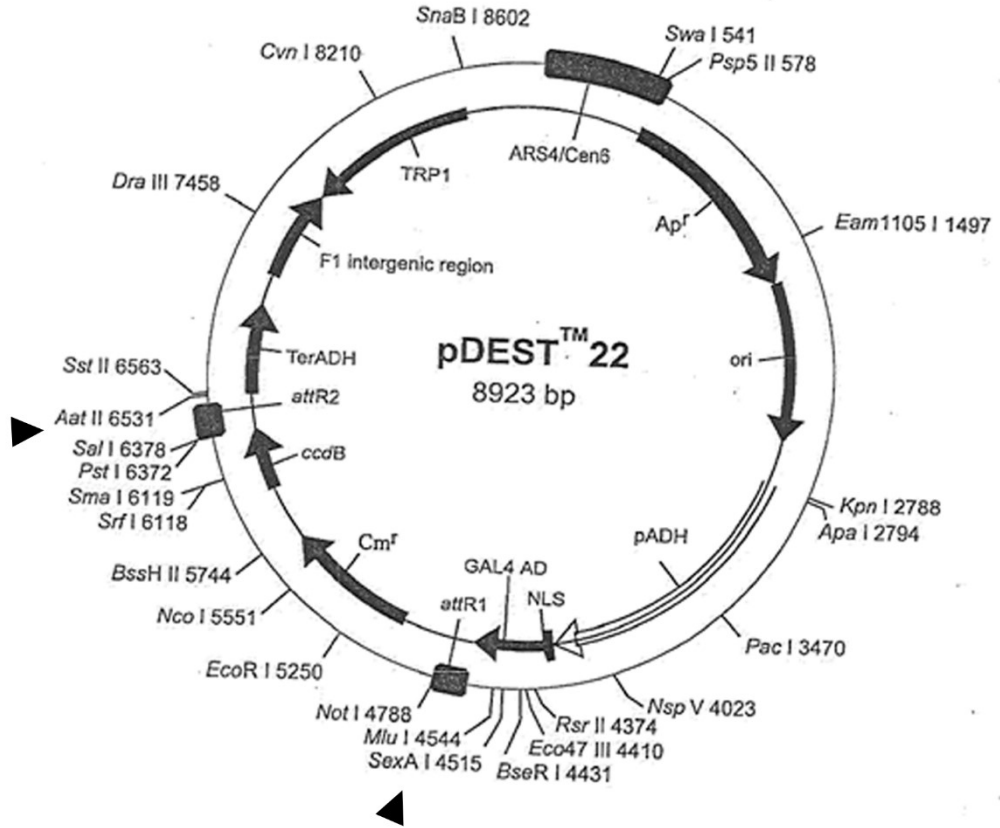 SnaB I 8602
Swa I 541
Psp5 II 578
Cvn I 8210
ARS4/Cen6
TRP1
Dra III 7458
Apr
Eam1105 I 1497
F1 intergenic region
pDEST™22
8923 bp
TerADH
ori
Sst II 6563
attR2
Aat II 6531
Sal I 6378
ccdB
Pst I 6372
Sma I 6119
Srf I 6118
Kpn I 2788
Apa I 2794
Cmr
pADH
BssH II 5744
GAL4 AD
attR1
NLS
Nco I 5551
Pac I 3470
EcoR I 5250
Nsp V 4023
Not I 4788
Rsr II 4374
Mlu I 4544
Eco47 III 4410
SexA I 4515
BseR I 4431